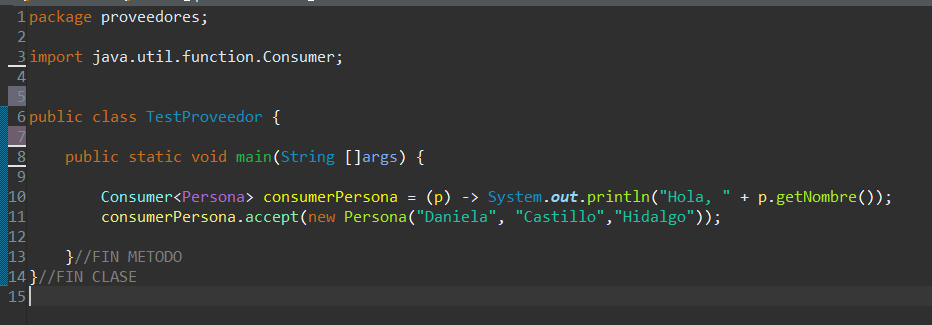 1 package proveedores;
2
3 import java.util.function.Consumer;
4
5
6 public class TestProveedor {
7
8     public static void main(String []args) {
9
10         Consumer<Persona> consumerPersona = (p) -> System.out.println("Hola, " + p.getNombre());
11         consumerPersona.accept(new Persona("Daniela", "Castillo","Hidalgo"));
12
13     }//FIN METODO
14 }//FIN CLASE
15